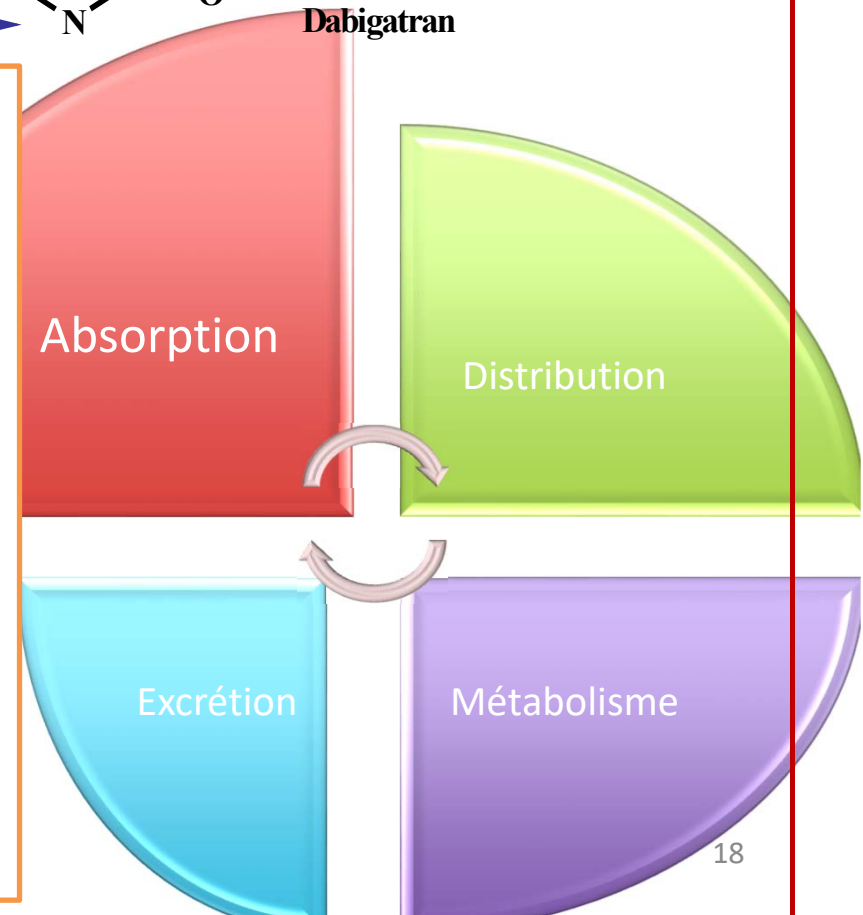 O
N
Dabigatran
Absorption
Distribution
Excrétion
Métabolisme
18